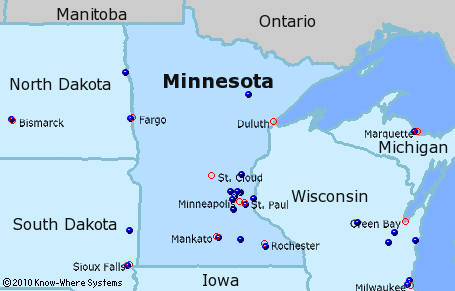 Manitoba
Ontario
North Dakota
Minnesota
Bismarck
Fargo
Duluth
Marquette
Michigan
St. Cloud
Minneapolis
St. Paul
Wisconsin
South Dakota
Green Bay
Mankato
Rochester
Sioux Falls
Iowa
Milwaukee
©2010 Know-Where Systems